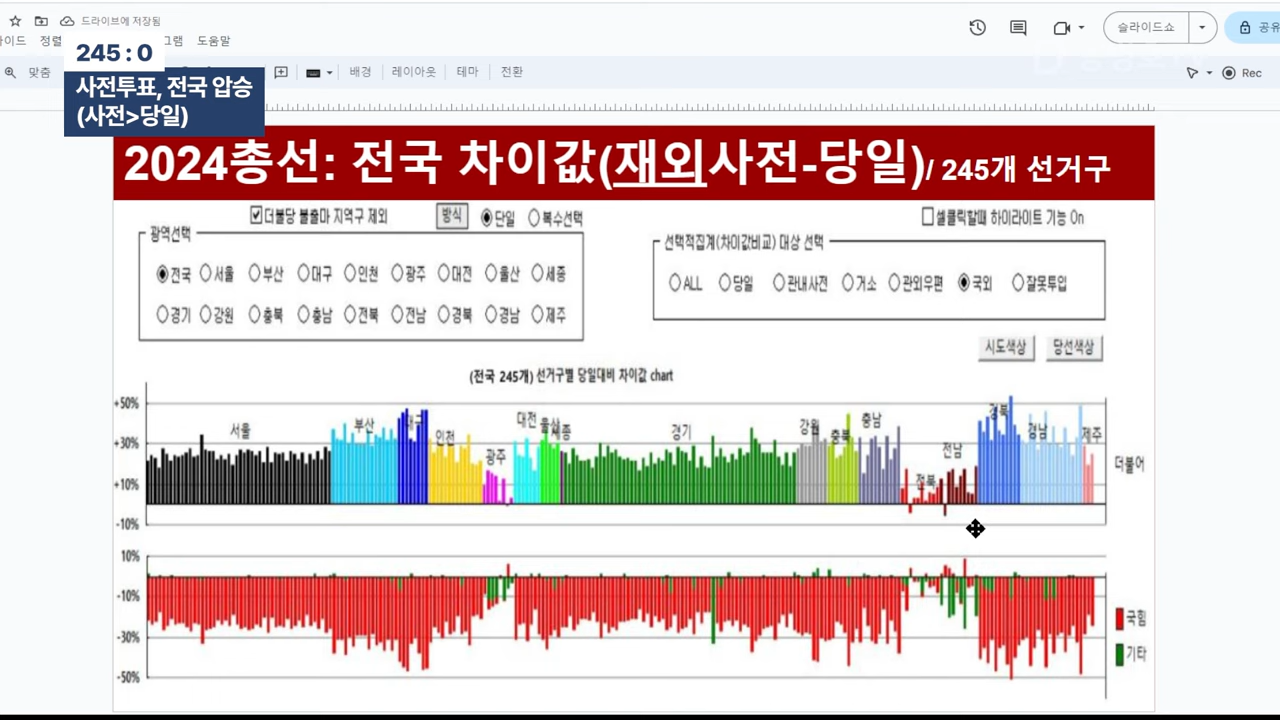 드라이브에 저장됨
정렬
도움말
슬라이드쇼
공유
245 : 0
맞춤
배경
레이아웃
테마
전환
Rec
사전투표, 전국 압승
(사전>당일)
2024총선: 전국 차이값(재외사전-당일)/ 245개 선거구
더불당 불출마 지역구 제외
방식
단일
복수선택
셀클릭할때 하이라이트 기능 On
광역선택
선택적집계(차이값비교) 대상 선택
전국 서울 부산 대구 인천 광주 대전 울산 세종
ALL 당일 관내사전 거소 관외우편 국외 잘못투입
경기 강원 충북 충남 전북 전남 경북 경남 제주
시도색상
당선색상
(전국 245개) 선거구별 당일대비 차이값 chart
+50%
+30%
+10%
-10%
서울
부산
대구
인천
광주
대전
울산
세종
경기
강원
충북
충남
전북
전남
경북
경남
제주
더불어
10%
-10%
-30%
-50%
국힘
기타